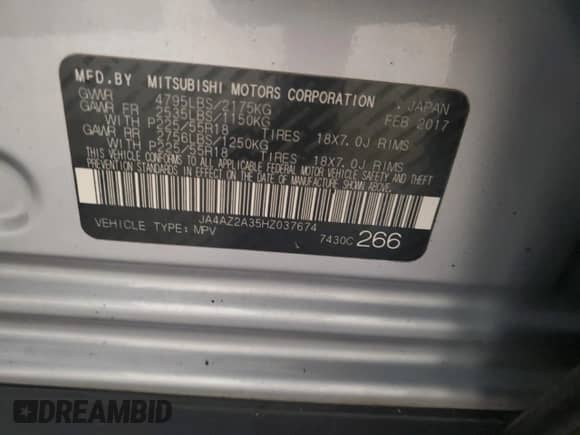 MFD.BY MITSUBISHI MOTORS CORPORATION , JAPAN
GVWR 4795LBS/2175KG FEB 2017
GAWR FR 2535LBS/1150KG
WITH P225/55R18 TIRES 18X7.0J RIMS
GAWR RR 2756LBS/1250KG
WITH P225/55R18 TIRES 18X7.0J RIMS
THIS VEHICLE CONFORMS TO ALL APPLICABLE FEDERAL MOTOR VEHICLE SAFETY AND THEFT
PREVENTION STANDARDS IN EFFECT ON THE DATE OF MANUFACTURE SHOWN ABOVE.
JA4AZ2A35HZ037674
VEHICLE TYPE: MPV 7430C 266
DREAMBID